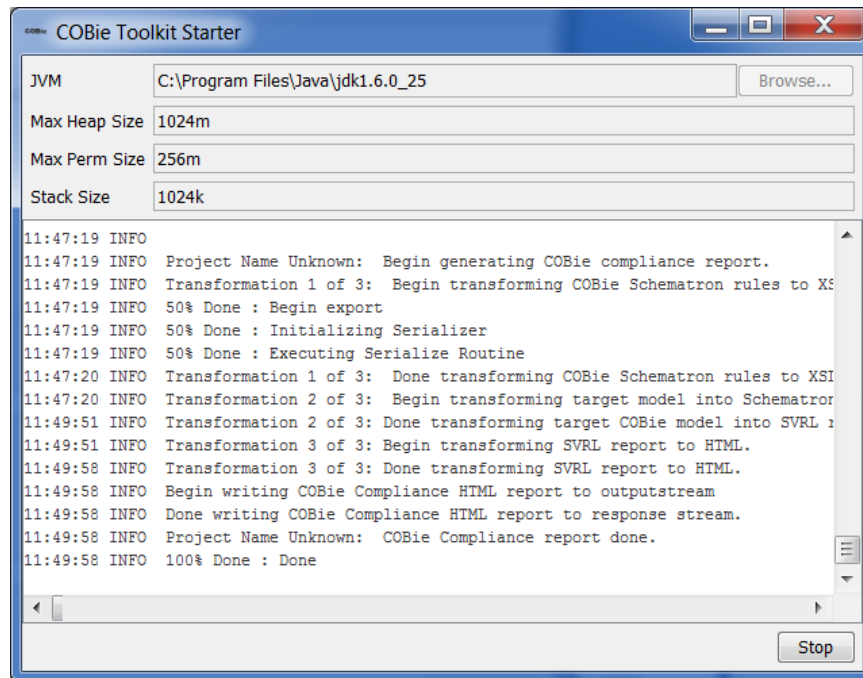 COBie COBie Toolkit Starter
JVM C:\Program Files\Java\jdk1.6.0_25 Browse...
Max Heap Size 1024m
Max Perm Size 256m
Stack Size 1024k
11:47:19 INFO
11:47:19 INFO Project Name Unknown: Begin generating COBie compliance report.
11:47:19 INFO Transformation 1 of 3: Begin transforming COBie Schematron rules to XS
11:47:19 INFO 50% Done : Begin export
11:47:19 INFO 50% Done : Initializing Serializer
11:47:19 INFO 50% Done : Executing Serialize Routine
11:47:20 INFO Transformation 1 of 3: Done transforming COBie Schematron rules to XSL
11:47:20 INFO Transformation 2 of 3: Begin transforming target model into Schematron
11:49:51 INFO Transformation 2 of 3: Done transforming target COBie model into SVRL r
11:49:51 INFO Transformation 3 of 3: Begin transforming SVRL report to HTML.
11:49:58 INFO Transformation 3 of 3: Done transforming SVRL report to HTML.
11:49:58 INFO Begin writing COBie Compliance HTML report to outputstream
11:49:58 INFO Done writing COBie Compliance HTML report to response stream.
11:49:58 INFO Project Name Unknown: COBie Compliance report done.
11:49:58 INFO 100% Done : Done
Stop